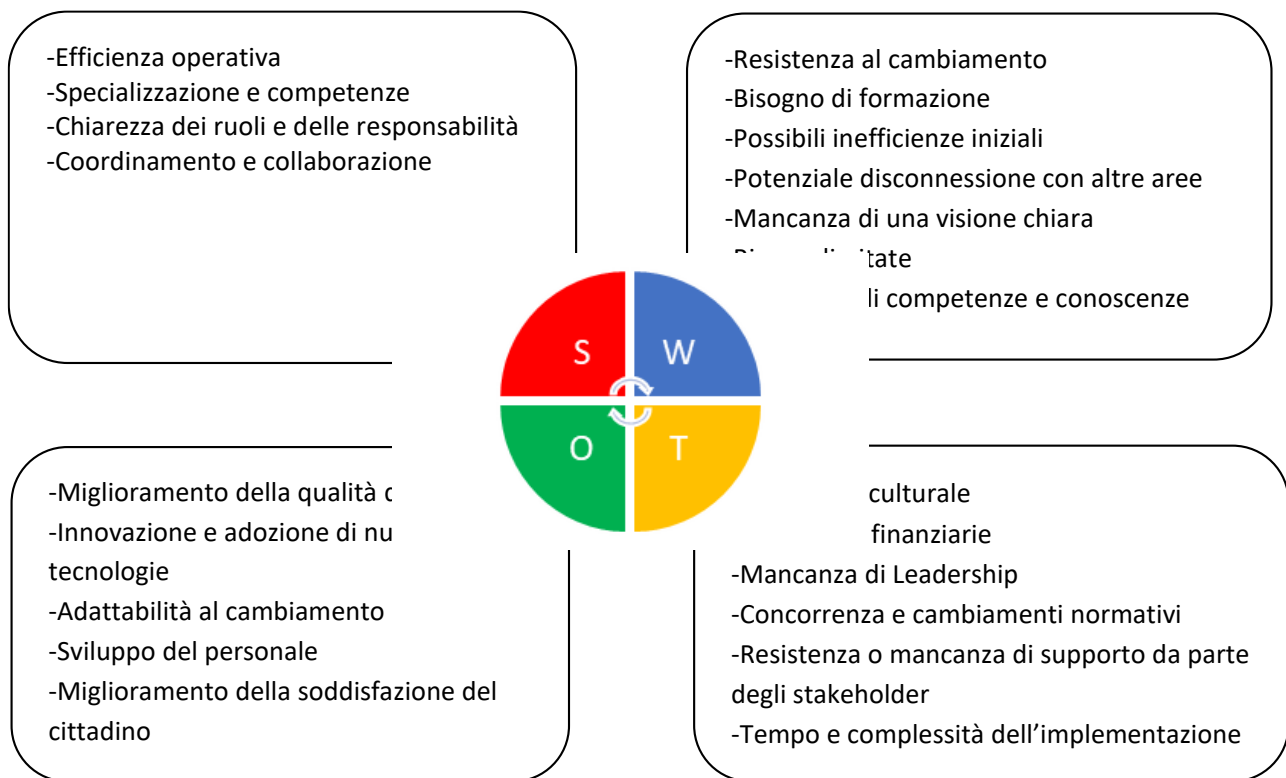 -Efficienza operativa
-Specializzazione e competenze
-Chiarezza dei ruoli e delle responsabilità
-Coordinamento e collaborazione
-Resistenza al cambiamento
-Bisogno di formazione
-Possibili inefficienze iniziali
-Potenziale disconnessione con altre aree
-Mancanza di una visione chiara
competenze e conoscenze
S W
O T
-Miglioramento della qualità
-Innovazione e adozione di
tecnologie
-Adattabilità al cambiamento
-Sviluppo del personale
-Miglioramento della soddisfazione del
cittadino
culturale
finanziarie
-Mancanza di Leadership
-Concorrenza e cambiamenti normativi
-Resistenza o mancanza di supporto da parte
degli stakeholder
-Tempo e complessità dell'implementazione